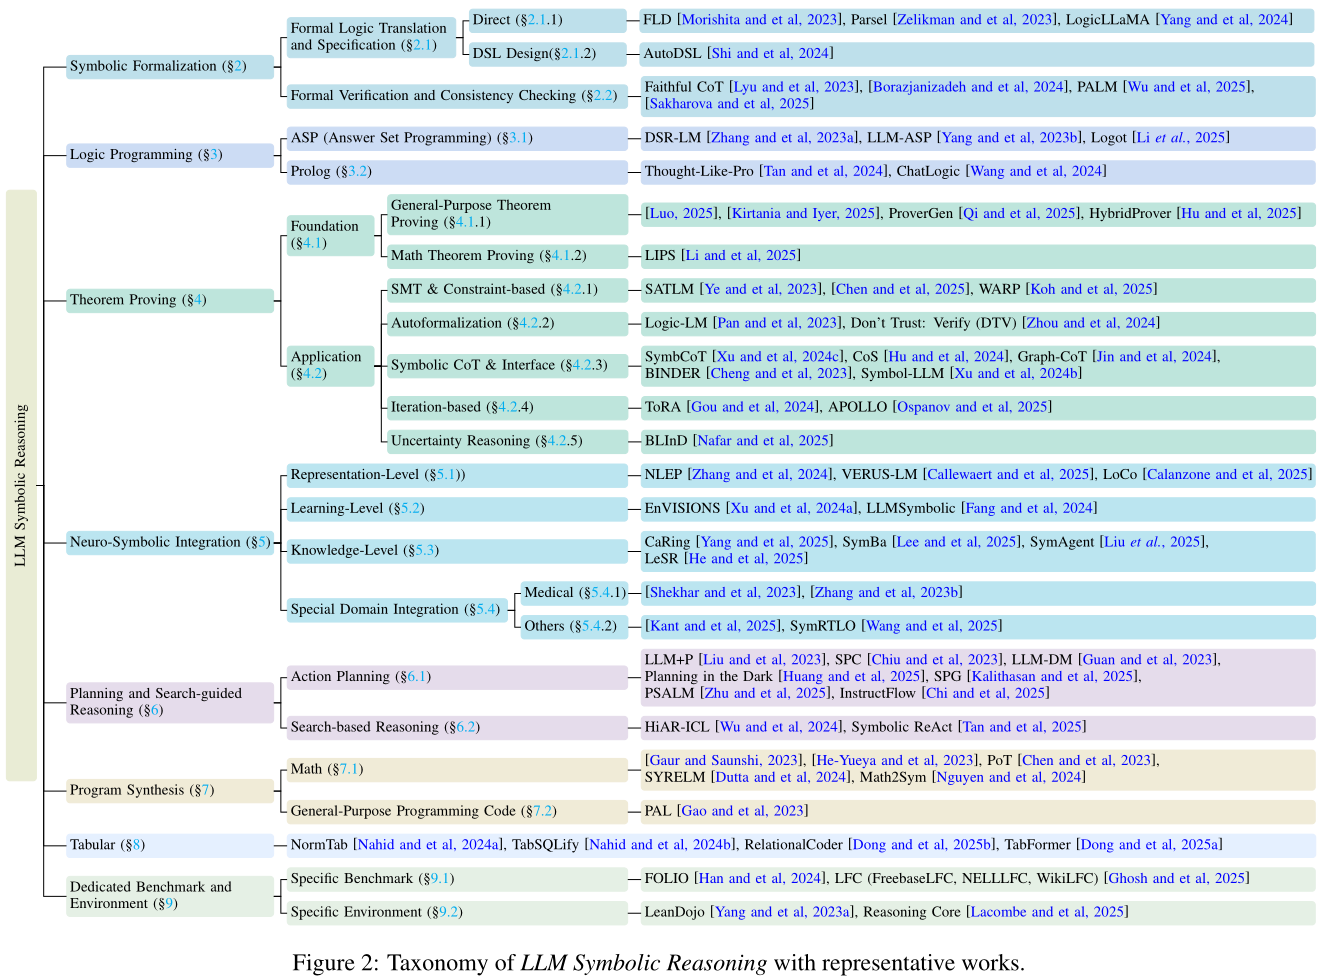 LLM Symbolic Reasoning
Symbolic Formalization (§2)
Formal Logic Translation
and Specification (§2.1)
Direct (§2.1.1)
FLD [Morishita and et al, 2023], Parsel [Zelikman and et al, 2023], LogicLLaMA [Yang et al, 2024]
DSL Design(§2.1.2)
AutoDSL [Shi and et al, 2024]
Formal Verification and Consistency Checking (§2.2)
Faithful CoT [Lyu and et al, 2023], [Borazjanizadeh and et al, 2024], PALM [Wu and et al, 2025],
[Sakharova and et al, 2025]
Logic Programming (§3)
ASP (Answer Set Programming) (§3.1)
DSR-LM [Zhang and et al, 2023a], LLM-ASP [Yang and et al, 2023b], Logot [Li et al., 2025]
Prolog (§3.2)
Thought-Like-Pro [Tan and et al, 2024], ChatLogic [Wang and et al, 2024]
Theorem Proving (§4)
Foundation
(§4.1)
General-Purpose Theorem
Proving (§4.1.1)
[Luo, 2025], [Kirtania and Iyer, 2025], ProverGen [Qi and et al, 2025], HybridProver [Hu and et al, 2025]
Math Theorem Proving (§4.1.2)
LIPS [Li and et al, 2025]
Application
(§4.2)
SMT & Constraint-based (§4.2.1)
SATLM [Ye and et al, 2023], [Chen and et al, 2025], WARP [Koh and et al, 2025]
Autoformalization (§4.2.2)
Logic-LM [Pan and et al, 2023], Don't Trust: Verify (DTV) [Zhou and et al, 2024]
Symbolic CoT & Interface (§4.2.3)
SymbCoT [Xu and et al, 2024c], CoS [Hu and et al, 2024], Graph-CoT [Jin and et al, 2024],
BINDER [Cheng and et al, 2023], Symbol-LLM [Xu and et al, 2024b]
Iteration-based (§4.2.4)
ToRA [Gou and et al, 2024], APOLLO [Ospanov and et al, 2025]
Uncertainty Reasoning (§4.2.5)
BLInD [Nafar and et al, 2025]
Neuro-Symbolic Integration (§5)
Representation-Level (§5.1))
NLEP [Zhang and et al, 2024], VERUS-LM [Callewaert and et al, 2025], LoCo [Calanzone and et al, 2025]
Learning-Level (§5.2)
EnVISIONS [Xu and et al, 2024a], LLMSymbolic [Fang and et al, 2024]
Knowledge-Level (§5.3)
CaRing [Yang and et al, 2025], SymBa [Lee and et al, 2025], SymAgent [Liu et al., 2025],
LeSR [He and et al, 2025]
Special Domain Integration (§5.4)
Medical (§5.4.1)
[Shekhar and et al, 2023], [Zhang and et al, 2023b]
Others (§5.4.2)
[Kant and et al, 2025], SymRTLO [Wang and et al, 2025]
Planning and Search-guided
Reasoning (§6)
Action Planning (§6.1)
LLM+P [Liu and et al, 2023], SPC [Chiu and et al, 2023], LLM-DM [Guan and et al, 2023],
Planning in the Dark [Huang and et al, 2025], SPG [Kalithasan and et al, 2025],
PSALM [Zhu and et al, 2025], InstructFlow [Chi and et al, 2025]
Search-based Reasoning (§6.2)
HiAR-ICL [Wu and et al, 2024], Symbolic ReAct [Tan and et al, 2025]
Program Synthesis (§7)
Math (§7.1)
[Gaur and Saunshi, 2023], [He-Yueya and et al, 2023], PoT [Chen and et al, 2023],
SYRELM [Dutta and et al, 2024], Math2Sym [Nguyen and et al, 2024]
General-Purpose Programming Code (§7.2)
PAL [Gao and et al, 2023]
Tabular (§8)
NormTab [Nahid and et al, 2024a], TabSQLify [Nahid and et al, 2024b], RelationalCoder [Dong and et al, 2025b], TabFormer [Dong and et al, 2025a]
Dedicated Benchmark and
Environment (§9)
Specific Benchmark (§9.1)
FOLIO [Han and et al, 2024], LFC (FreebaseLFC, NELLLFC, WikiLFC) [Ghosh and et al, 2025]
Specific Environment (§9.2)
LeanDojo [Yang and et al, 2023a], Reasoning Core [Lacombe and et al, 2025]
Figure 2: Taxonomy of LLM Symbolic Reasoning with representative works.